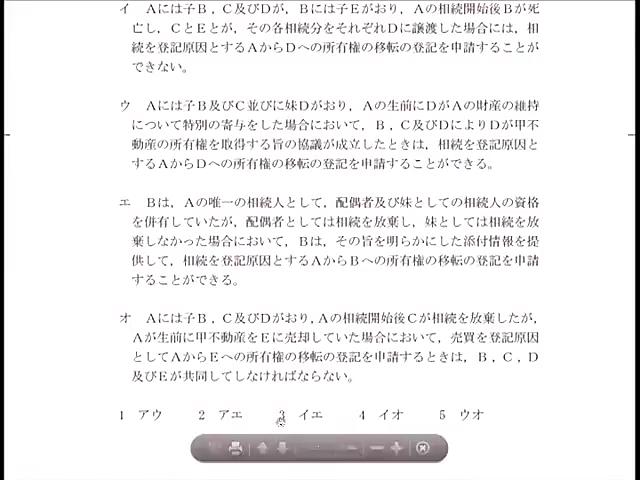 イ　Aには子B，C及びDが，BにはFEがおり，Aの相続開始後Bが死
亡し，CとEとが，その各相続分をそれぞれDに譲渡した場合には，相
続を登記原因とするAからDへの所有権の移転の登記を申請することが
できない。
ウ　Aには子B及びC並びに妹Dがおり，Aの生前にDがAの財産の維持
について特別の寄与をした場合において，B，C及びDによりDが甲不
動産の所有権を取得する旨の協議が成立したときは，相続を登記原因と
するAからDへの所有権の移転の登記を申請することができる。
エ　Bは，Aの唯一の相続人として，配偶者及び妹としての相続人の資格
を併有していたが，配偶者としては相続を放棄し，妹としては相続を放
棄しなかった場合において，Bは，その旨を明らかにした添付情報を提
供して，相続を登記原因とするAからBへの所有権の移転の登記を申請
することができる。
オ　Aには子B，C及びDがおり，Aの相続開始後Cが相続を放棄したが，
Aが生前に甲不動産をEに売却していた場合において，売買を登記原因
としてAからEへの所有権の移転の登記を申請するときは，B，C，D
及びEが共同してしなければならない。
1　アウ　2　アエ　3　イエ　4　イオ　5　ウオ